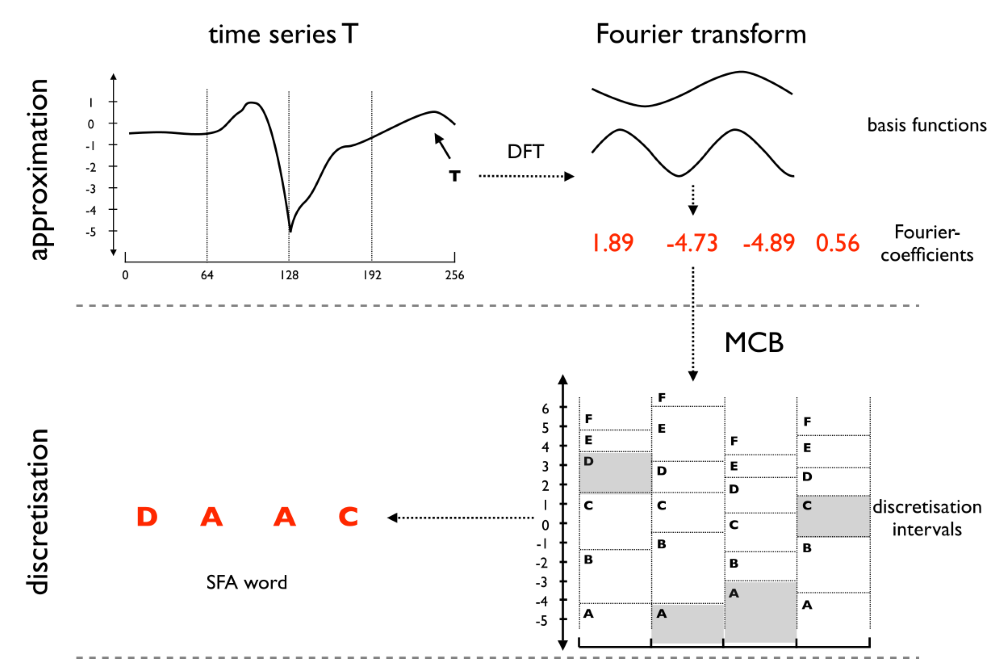 time series T
Fourier transform
approximation
1
0
-1
-2
-3
-4
-5
0 64 128 192 256
T
DFT
basis functions
1.89 -4.73 -4.89 0.56
Fourier-
coefficients
MCB
discretisation
D A A C
SFA word
6
5
4
3
2
1
0
-1
-2
-3
-4
-5
F
E
D
C
B
A
F
E
D
C
B
A
F
E
D
C
B
A
F
E
D
C
B
A
discretisation
intervals